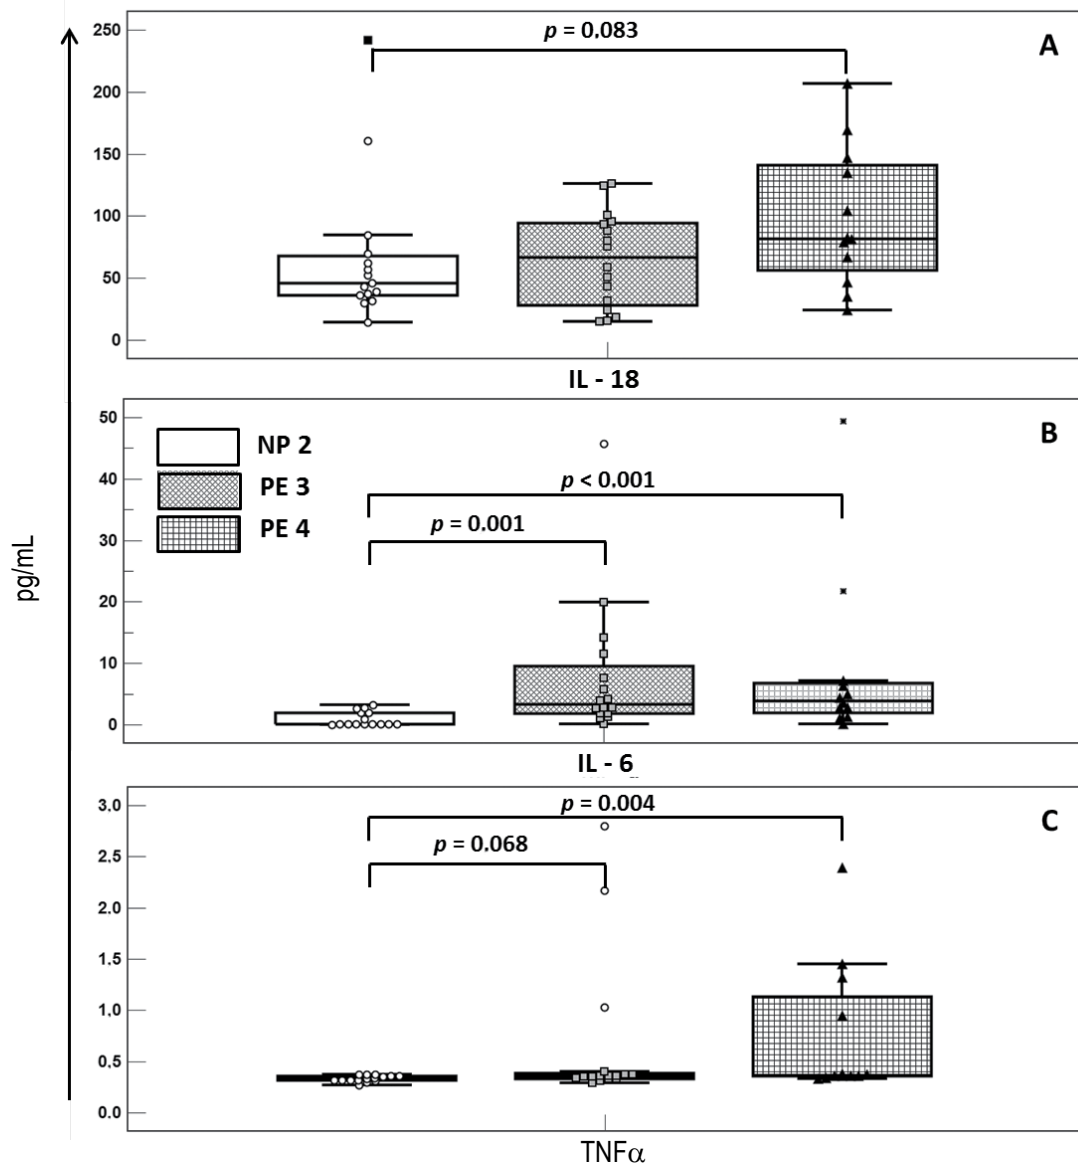 pg/mL
A
p = 0.083
250
200
150
100
50
0
IL - 18
B
NP 2
PE 3
PE 4
p < 0.001
p = 0.001
50
40
30
20
10
0
IL - 6
C
p = 0.004
p = 0.068
3.0
2.5
2.0
1.5
1.0
0.5
0.0
TNFα